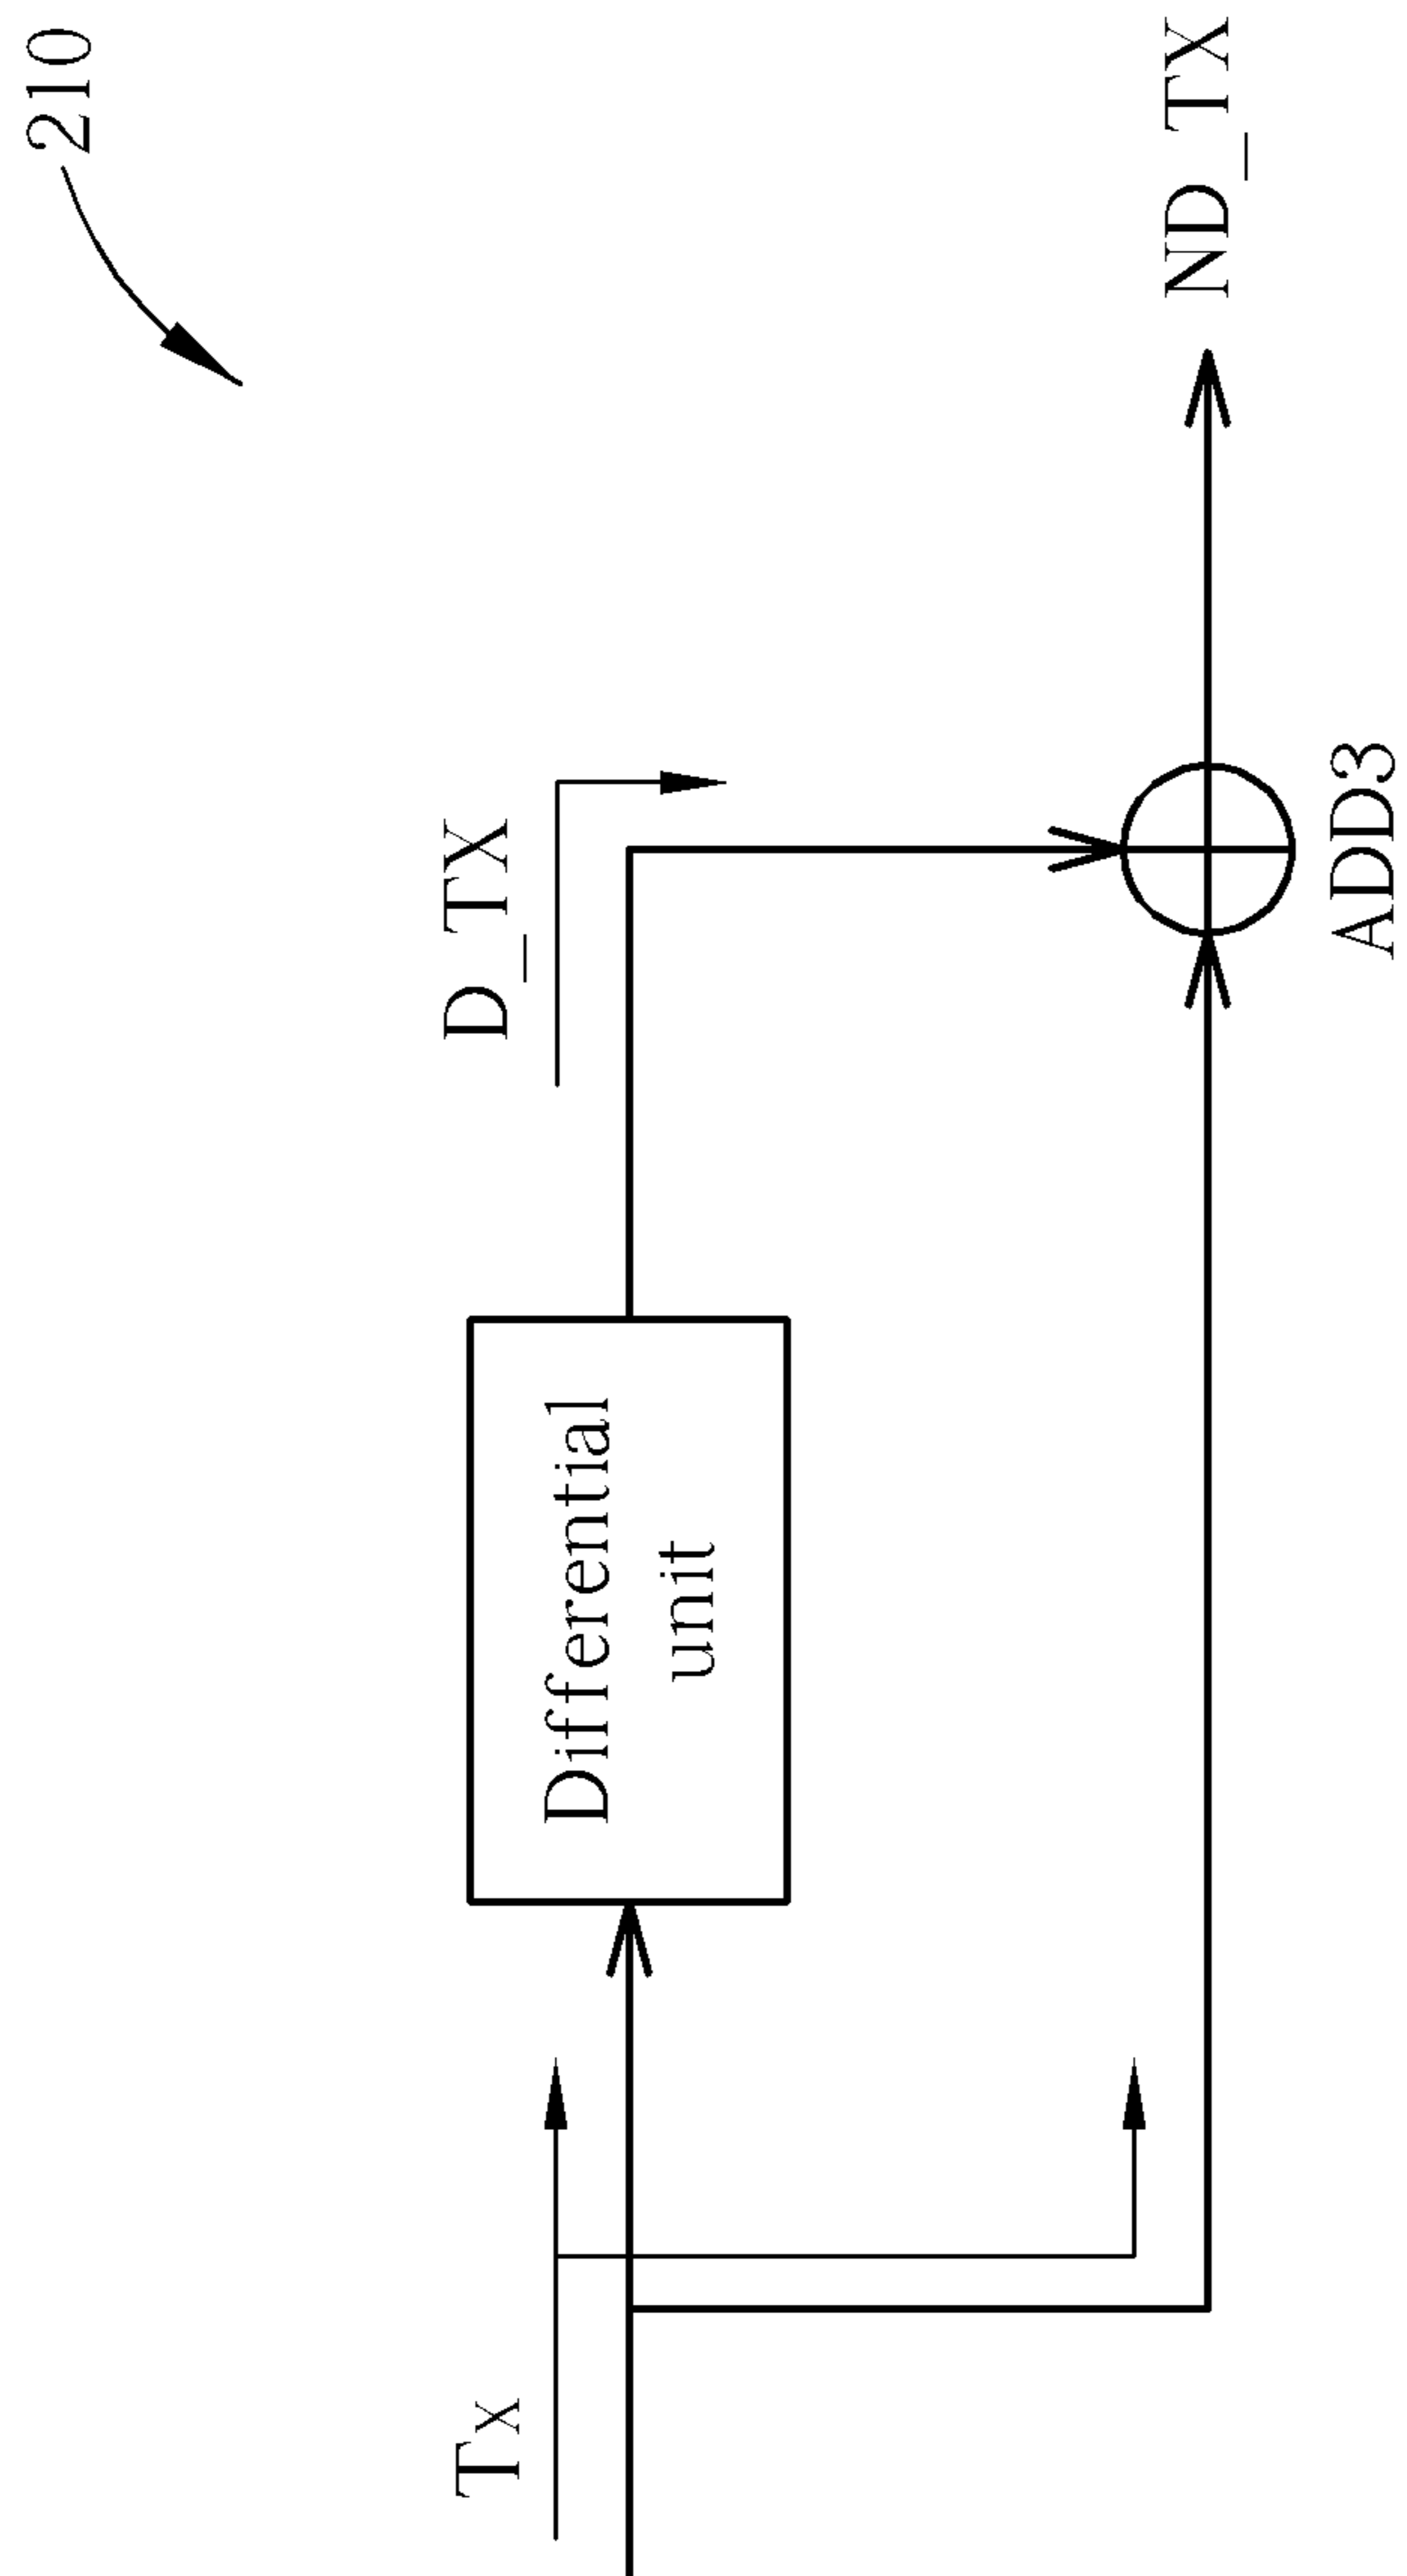 210
Tx
Differential
unit
D_TX
ADD3
ND_TX